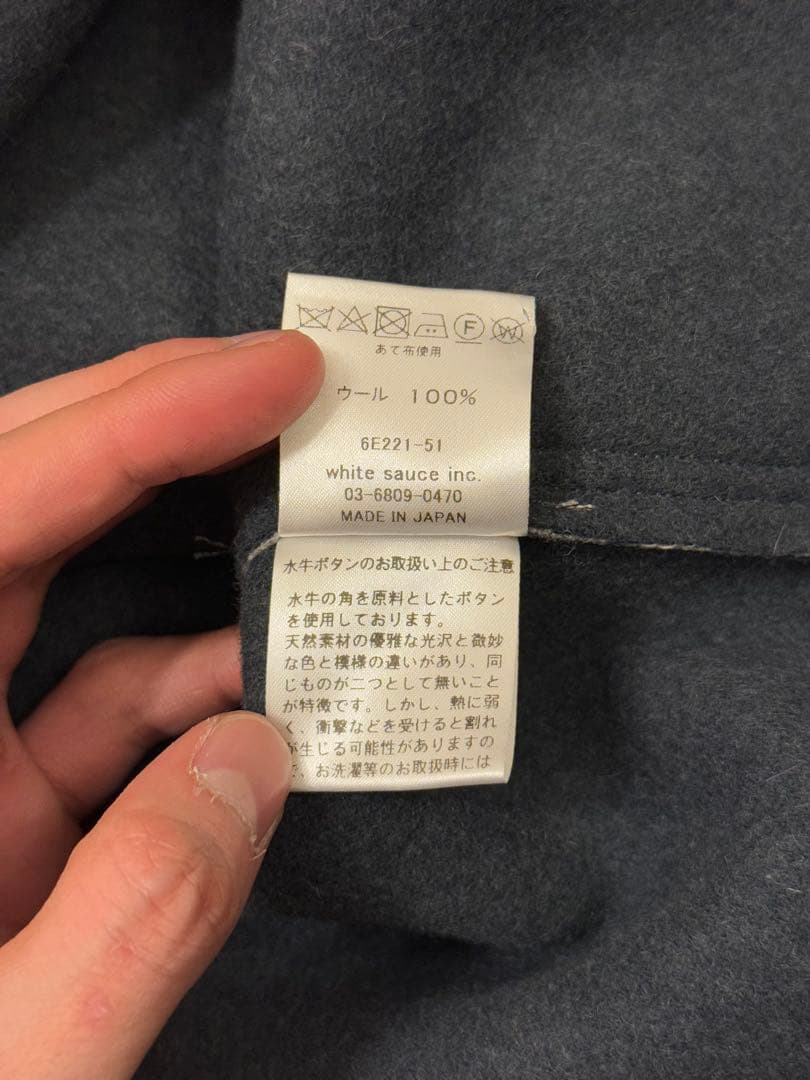 F W
あて布使用
ウール 100%
6E221-51
white sauce inc.
03-6809-0470
MADE IN JAPAN
水牛ボタンのお取扱い上のご注意
水牛の角を原料としたボタン
を使用しております。
天然素材の優雅な光沢と微妙
な色と模様の違いがあり、同
じものが二つとして無いこと
が特徴です。しかし、熱に弱
く、衝撃などを受けると割れ
が生じる可能性がありますの
で、お洗濯等のお取扱時には